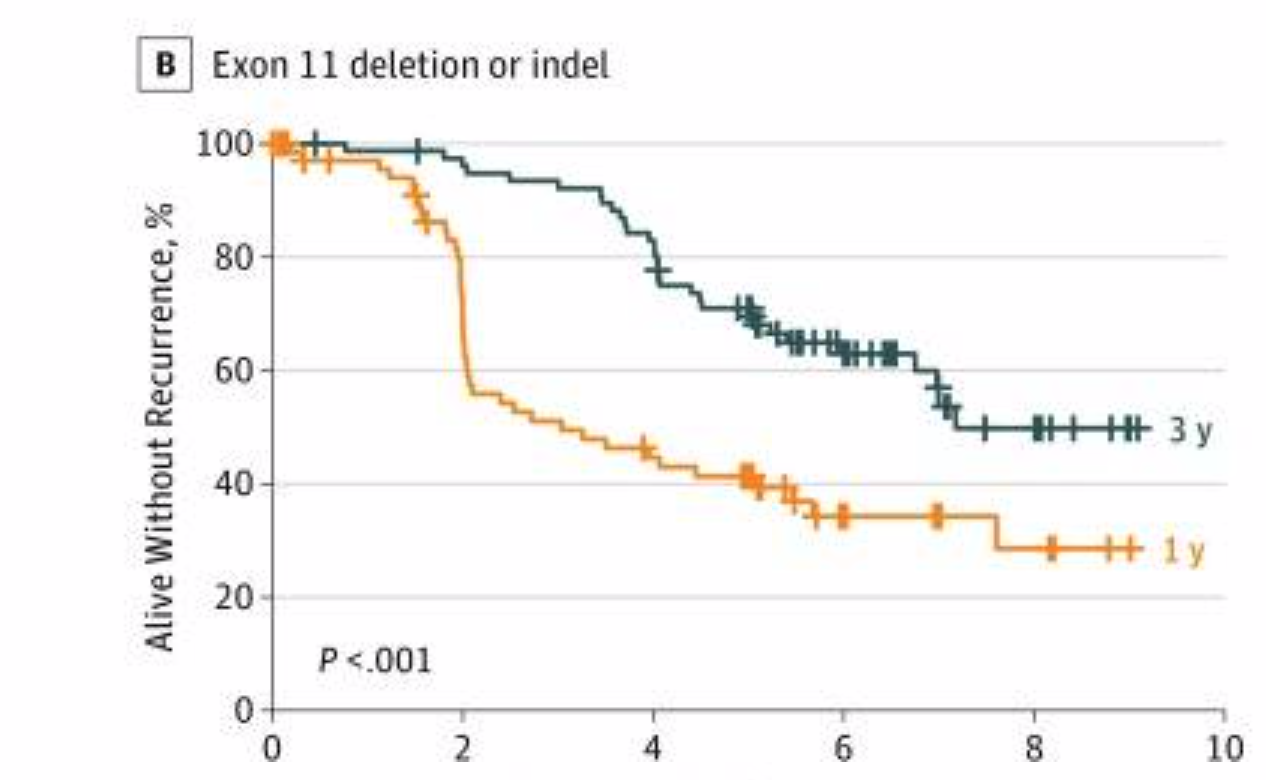 B Exon 11 deletion or indel
100
80
60
40
20
0
Alive Without Recurrence, %
3 y
1 y
P <.001
0 2 4 6 8 10